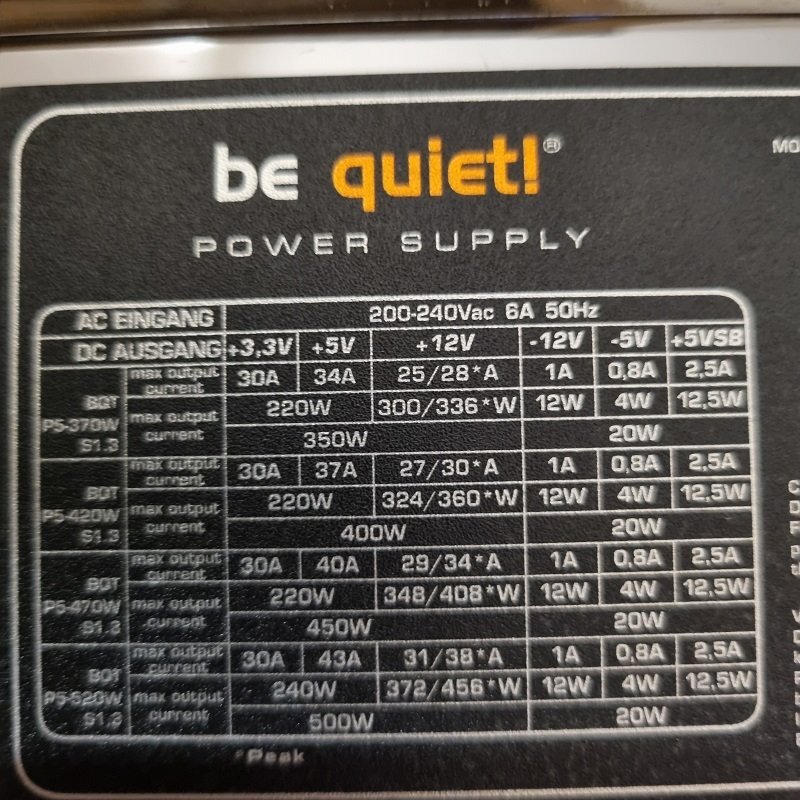 be quiet!®
MO
POWER SUPPLY
AC EINGANG 200-240Vac 6A 50Hz
DC AUSGANG +3,3V +5V +12V -12V -5V +5VSB
BQT P5-370W S1.3
max output current 30A 34A 25/28*A 1A 0,8A 2,5A
max output current 220W 300/336*W 12W 4W 12,5W
350W 20W
BQT P5-420W S1.3
max output current 30A 37A 27/30*A 1A 0,8A 2,5A
max output current 220W 324/360*W 12W 4W 12,5W
400W 20W
BQT P5-470W S1.3
max output current 30A 40A 29/34*A 1A 0,8A 2,5A
max output current 220W 348/408*W 12W 4W 12,5W
450W 20W
BQT P5-520W S1.3
max output current 30A 43A 31/38*A 1A 0,8A 2,5A
max output current 240W 372/456*W 12W 4W 12,5W
500W 20W
*Peak